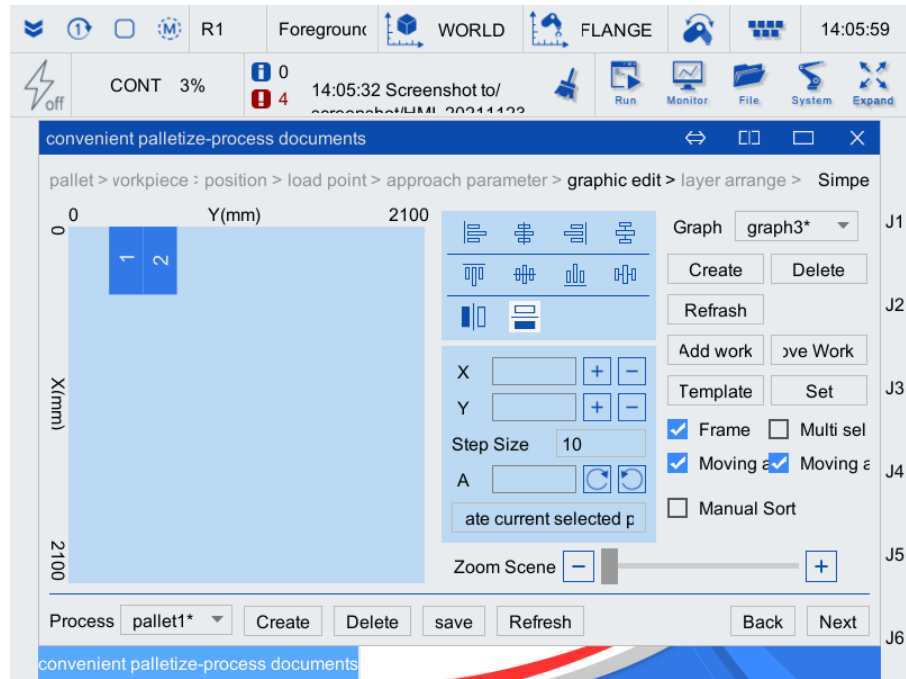 1 M R1 Foreground WORLD FLANGE 14:05:59
off CONT 3% 0 14:05:32 Screenshot to/
4 Run Monitor File System Expand
convenient palletize-process documents
pallet > vorkpiece : position > load point > approach parameter > graphic edit > layer arrange > Simpe
0 Y(mm) 2100
0
1 2
X(mm)
2100
Graph graph3*
Create Delete
Refrash
Add work ove Work
Template Set
Frame Multi sel
Moving a Moving a
Manual Sort
X + −
Y + −
Step Size 10
A
ate current selected p
Zoom Scene − +
J1
J2
J3
J4
J5
J6
Process pallet1* Create Delete save Refresh Back Next
convenient palletize-process documents